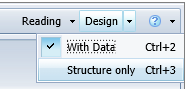 Reading Design ?
With Data Ctrl+2
Structure only Ctrl+3